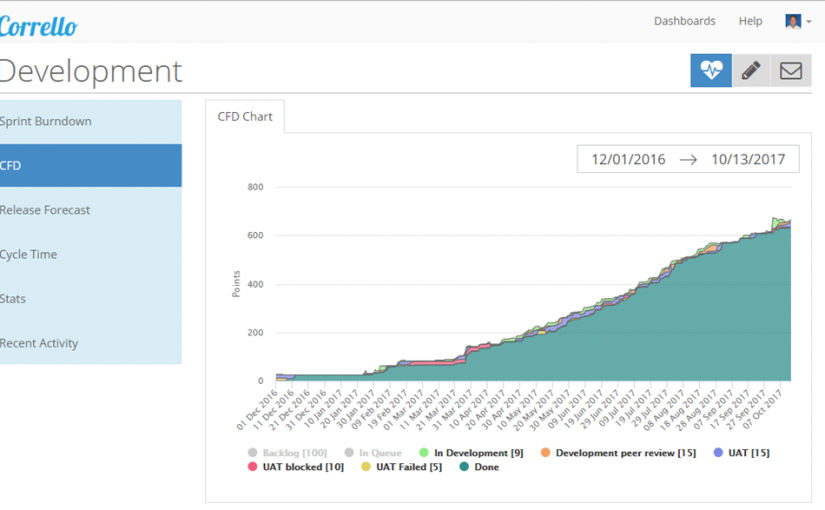 Corrello
Dashboards Help
Development
Sprint Burndown
CFD
Release Forecast
Cycle Time
Stats
Recent Activity
CFD Chart
12/01/2016 → 10/13/2017
800
600
400
200
0
Points
01 Dec 2016
11 Dec 2016
21 Dec 2016
31 Dec 2016
10 Jan 2017
20 Jan 2017
30 Jan 2017
09 Feb 2017
19 Feb 2017
01 Mar 2017
11 Mar 2017
21 Mar 2017
31 Mar 2017
10 Apr 2017
20 Apr 2017
30 Apr 2017
10 May 2017
20 May 2017
30 May 2017
09 Jun 2017
19 Jun 2017
29 Jun 2017
09 Jul 2017
19 Jul 2017
29 Jul 2017
08 Aug 2017
18 Aug 2017
28 Aug 2017
07 Sep 2017
17 Sep 2017
27 Sep 2017
07 Oct 2017
Backlog [100] In Queue In Development [9] Development peer review [15] UAT [15]
UAT blocked [10] UAT Failed [5] Done